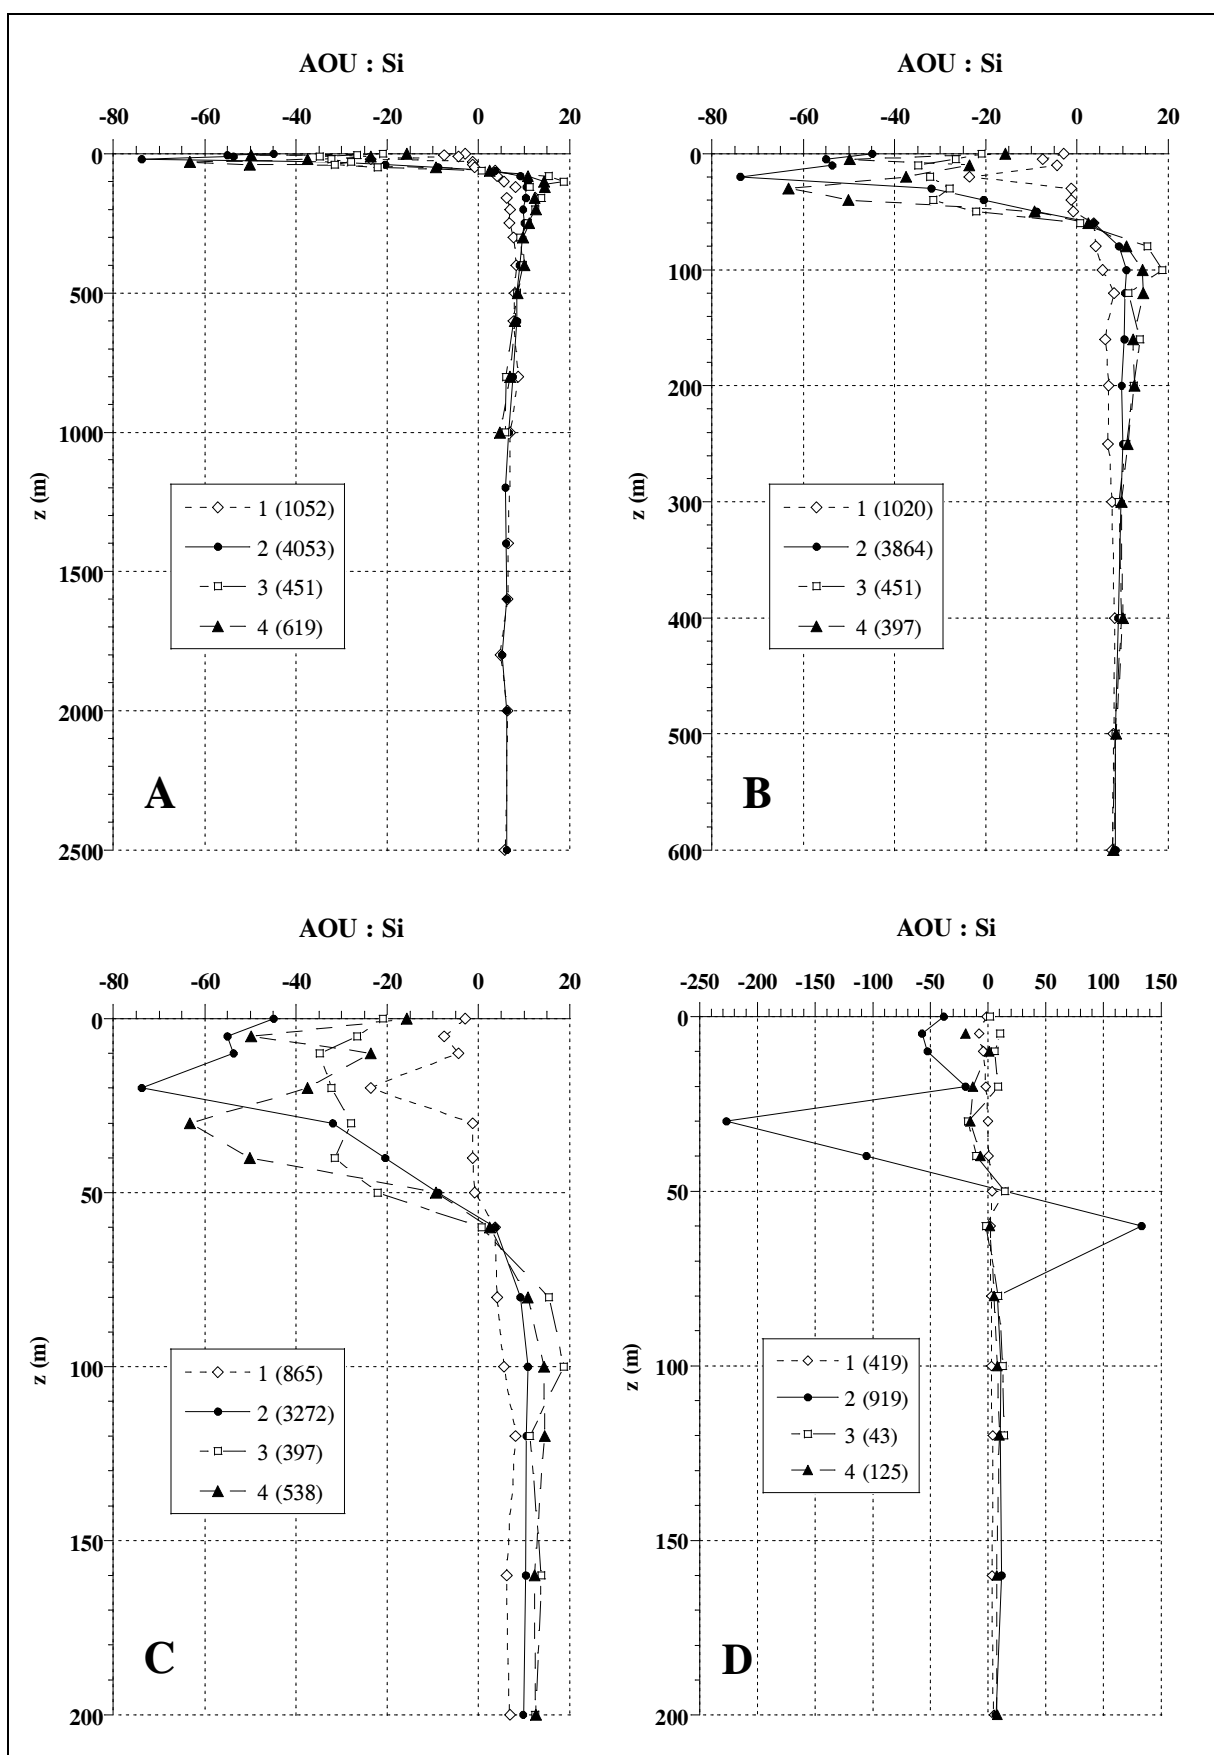 AOU : Si
-80 -60 -40 -20 0 20
0
500
1000
1500
2000
2500
z (m)
1 (1052)
2 (4053)
3 (451)
4 (619)
A
AOU : Si
-80 -60 -40 -20 0 20
0
100
200
300
400
500
600
z (m)
1 (1020)
2 (3864)
3 (451)
4 (397)
B
AOU : Si
-80 -60 -40 -20 0 20
0
50
100
150
200
z (m)
1 (865)
2 (3272)
3 (397)
4 (538)
C
AOU : Si
-250 -200 -150 -100 -50 0 50 100 150
0
50
100
150
200
z (m)
1 (419)
2 (919)
3 (43)
4 (125)
D